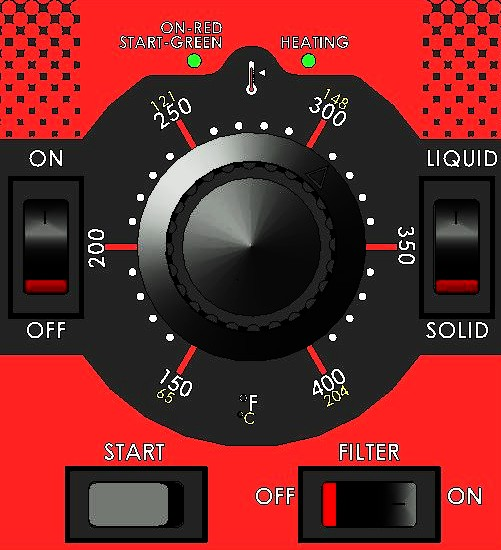 ON-RED
START-GREEN
HEATING
121
250
148
300
ON
LIQUID
200
350
OFF
SOLID
150
65
400
204
°F
°C
START
FILTER
OFF
ON